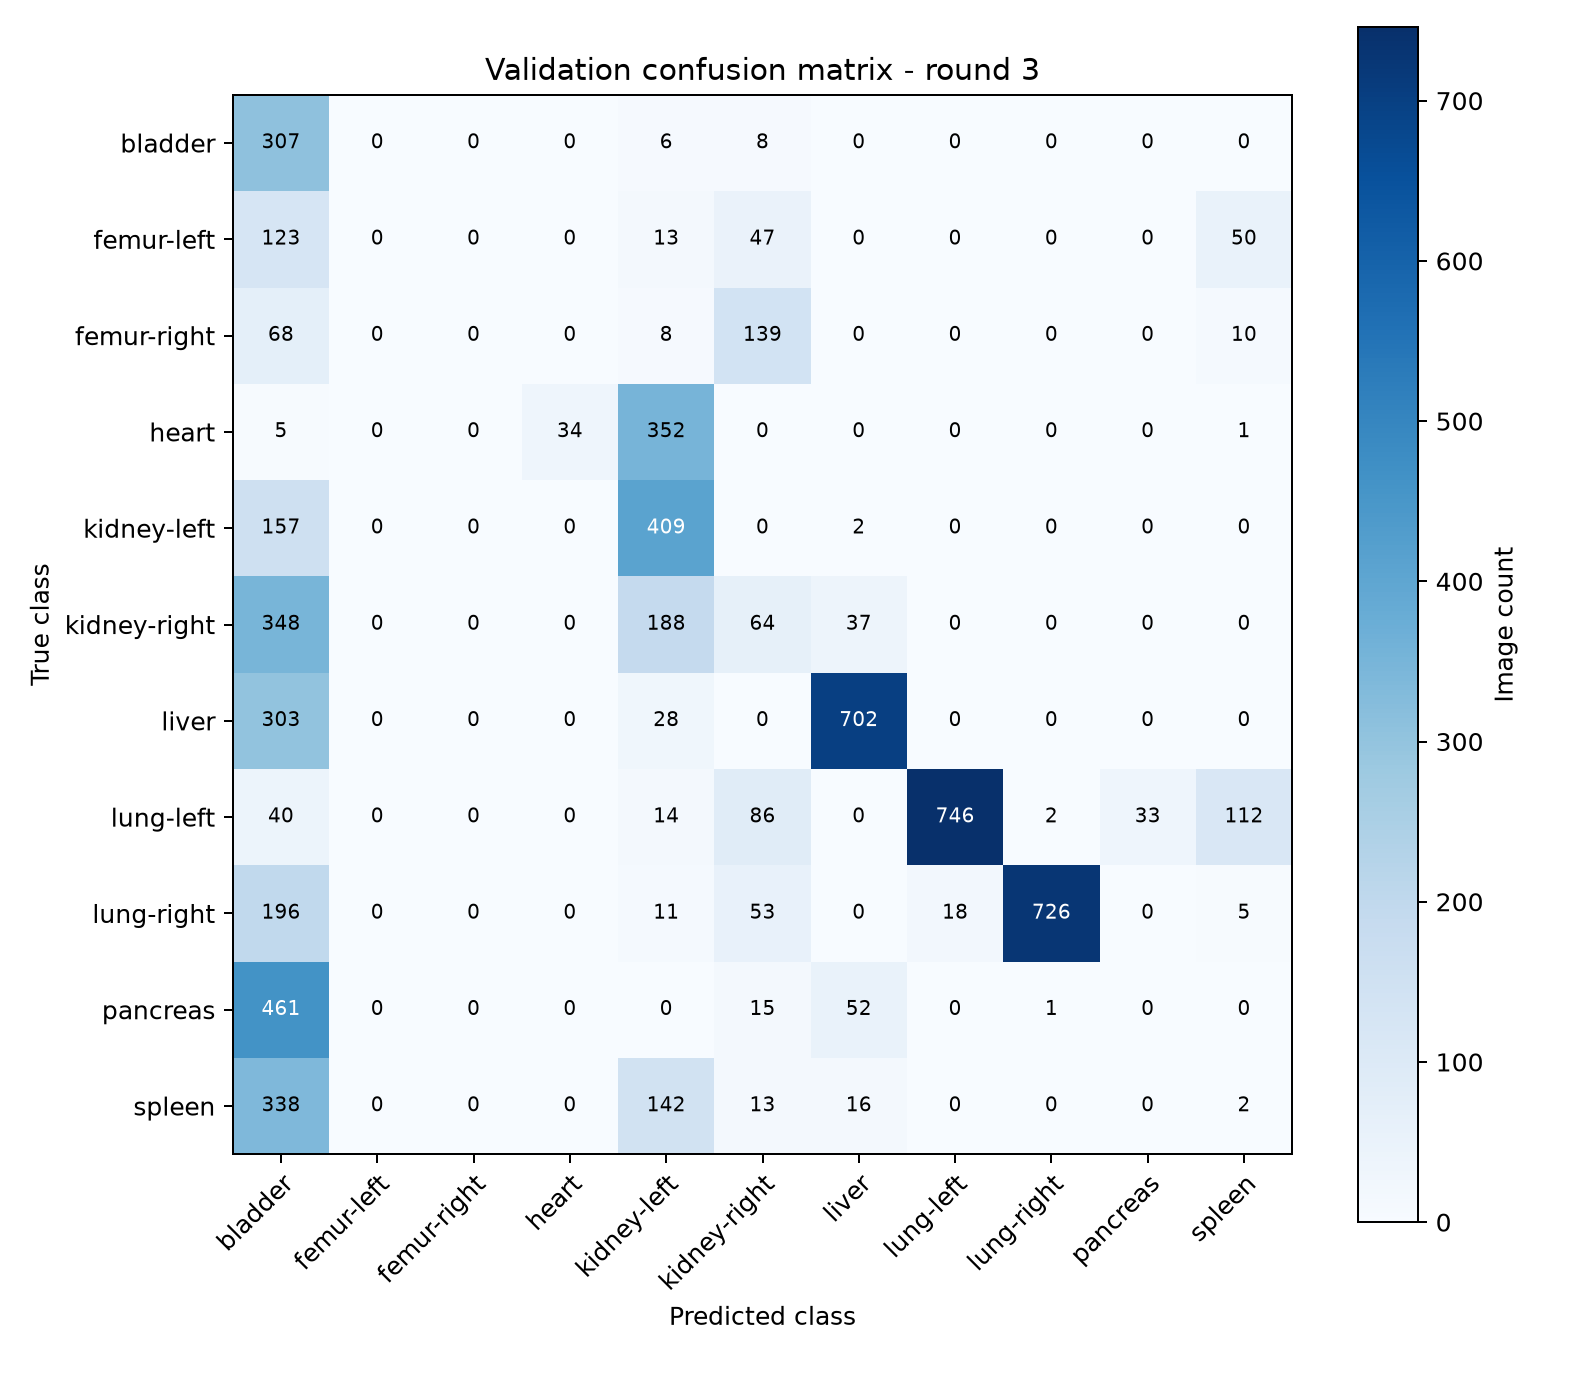 Validation confusion matrix - round 3
True class
bladder 307 0 0 0 6 8 0 0 0 0 0
femur-left 123 0 0 0 13 47 0 0 0 0 50
femur-right 68 0 0 0 8 139 0 0 0 0 10
heart 5 0 0 34 352 0 0 0 0 0 1
kidney-left 157 0 0 0 409 0 2 0 0 0 0
kidney-right 348 0 0 0 188 64 37 0 0 0 0
liver 303 0 0 0 28 0 702 0 0 0 0
lung-left 40 0 0 0 14 86 0 746 2 33 112
lung-right 196 0 0 0 11 53 0 18 726 0 5
pancreas 461 0 0 0 0 15 52 0 1 0 0
spleen 338 0 0 0 142 13 16 0 0 0 2
bladder femur-left femur-right heart kidney-left kidney-right liver lung-left lung-right pancreas spleen
Predicted class
700
600
500
400
300
200
100
0
Image count